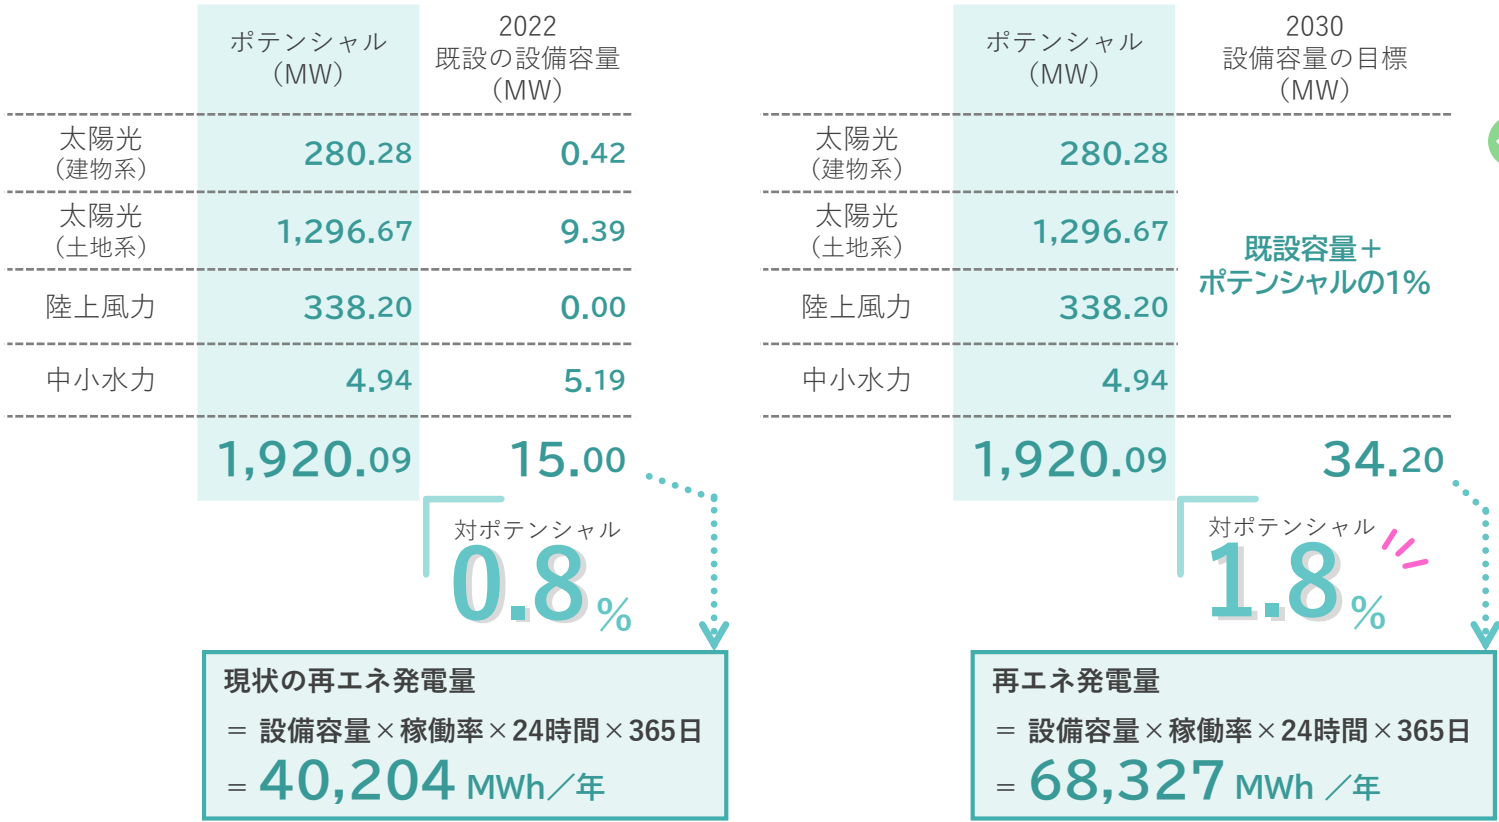 ポテンシャル
（MW）
2022
既設の設備容量
（MW）
太陽光
（建物系）
280.28
0.42
太陽光
（土地系）
1,296.67
9.39
陸上風力
338.20
0.00
中小水力
4.94
5.19
1,920.09
15.00
対ポテンシャル
0.8%
現状の再エネ発電量
＝ 設備容量×稼働率×24時間×365日
＝ 40,204 MWh／年
ポテンシャル
（MW）
2030
設備容量の目標
（MW）
太陽光
（建物系）
280.28
太陽光
（土地系）
1,296.67
陸上風力
338.20
中小水力
4.94
既設容量＋
ポテンシャルの1%
1,920.09
34.20
対ポテンシャル
1.8%
再エネ発電量
＝ 設備容量×稼働率×24時間×365日
＝ 68,327 MWh ／年